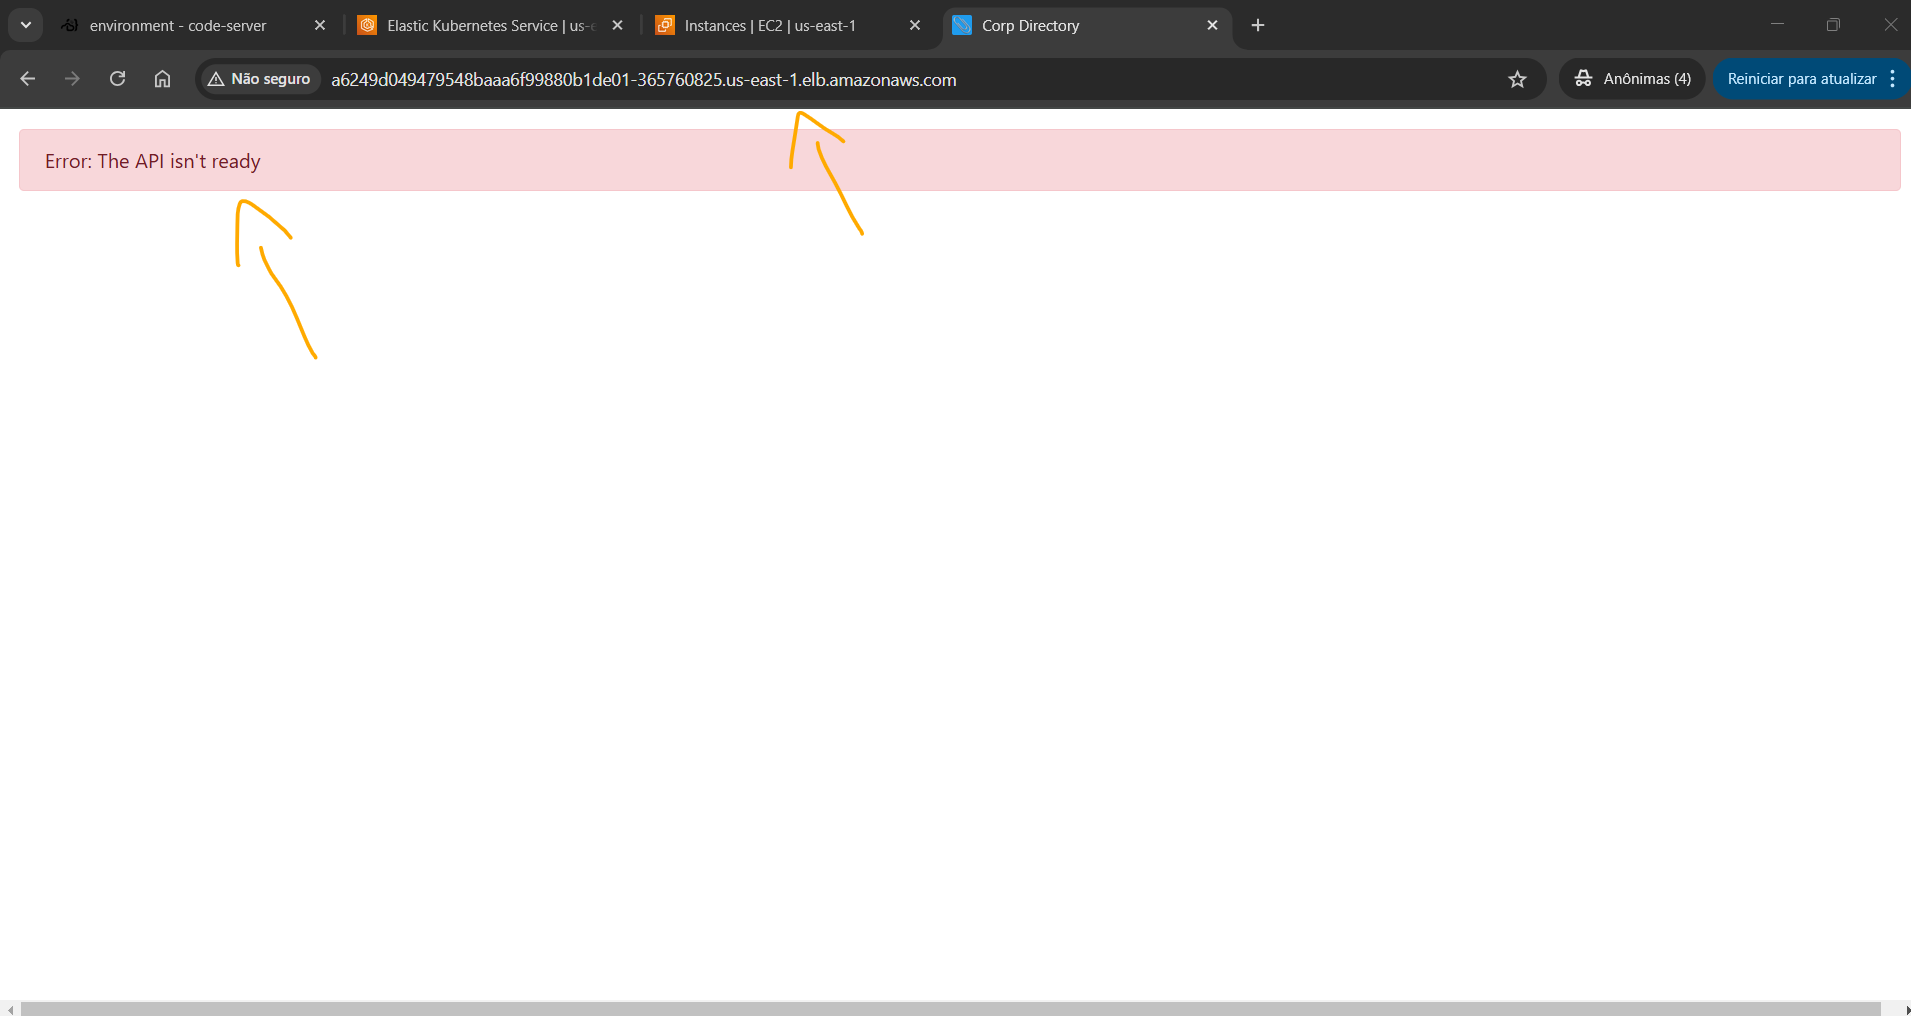 environment - code-server
Elastic Kubernetes Service | us-e
Instances | EC2 | us-east-1
Corp Directory
Não seguro
a6249d049479548baaa6f99880b1de01-365760825.us-east-1.elb.amazonaws.com
Anônimas (4)
Reiniciar para atualizar
Error: The API isn't ready